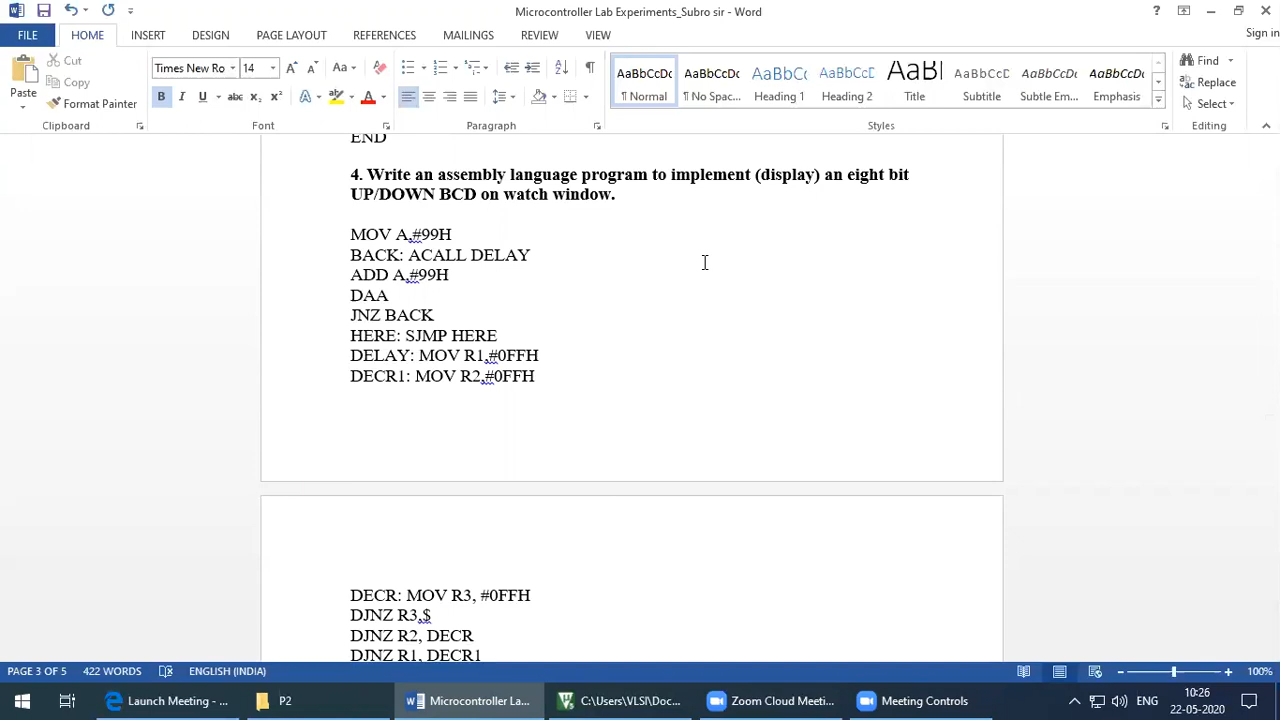 Microcontroller Lab Experiments_Subro sir - Word
FILE HOME INSERT DESIGN PAGE LAYOUT REFERENCES MAILINGS REVIEW VIEW Sign in
Cut
Copy
Format Painter
Paste
Clipboard
Times New Ro 14
Font
Paragraph
AaBbCcDc AaBbCcDc AaBbCc AaBbCcD AaBl AaBbCcD AaBbCcDc AaBbCcDc
¶ Normal ¶ No Spac... Heading 1 Heading 2 Title Subtitle Subtle Em... Emphasis
Styles
Find
Replace
Select
Editing
END
4. Write an assembly language program to implement (display) an eight bit
UP/DOWN BCD on watch window.
MOV A,#99H
BACK: ACALL DELAY
ADD A,#99H
DAA
JNZ BACK
HERE: SJMP HERE
DELAY: MOV R1,#0FFH
DECR1: MOV R2,#0FFH
DECR: MOV R3, #0FFH
DJNZ R3,$
DJNZ R2, DECR
DJNZ R1, DECR1
PAGE 3 OF 5 422 WORDS ENGLISH (INDIA) 100%
Launch Meeting - ... P2 Microcontroller La... C:\Users\VLSI\Doc... Zoom Cloud Meeti... Meeting Controls ENG 10:26
22-05-2020